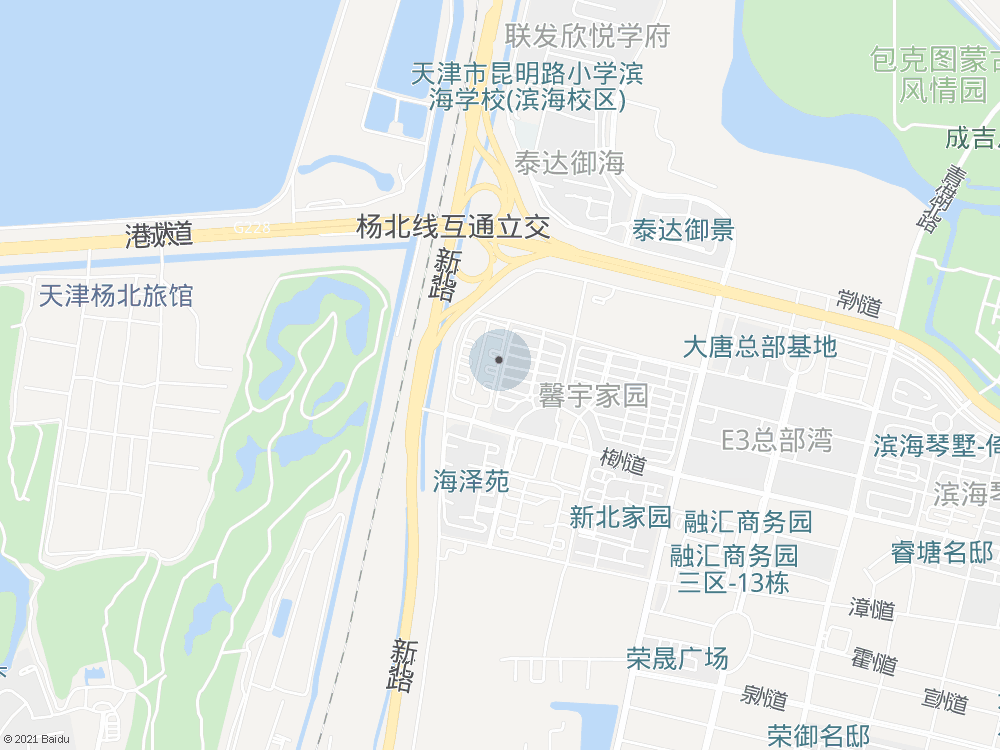 联发欣悦学府
天津市昆明路小学滨
海学校(滨海校区)
包克图蒙古
风情园
成吉
泰达御海
青潮北路
杨北线互通立交
泰达御景
G228
港城大道
新北路
天津杨北旅馆
大唐总部基地
馨宇家园
E3总部湾
滨海琴墅-倚
海泽苑
滨海琴
新北家园
融汇商务园
融汇商务园
三区-13栋
睿塘名邸
新北路
荣晟广场
荣御名邸
© 2021 Baidu